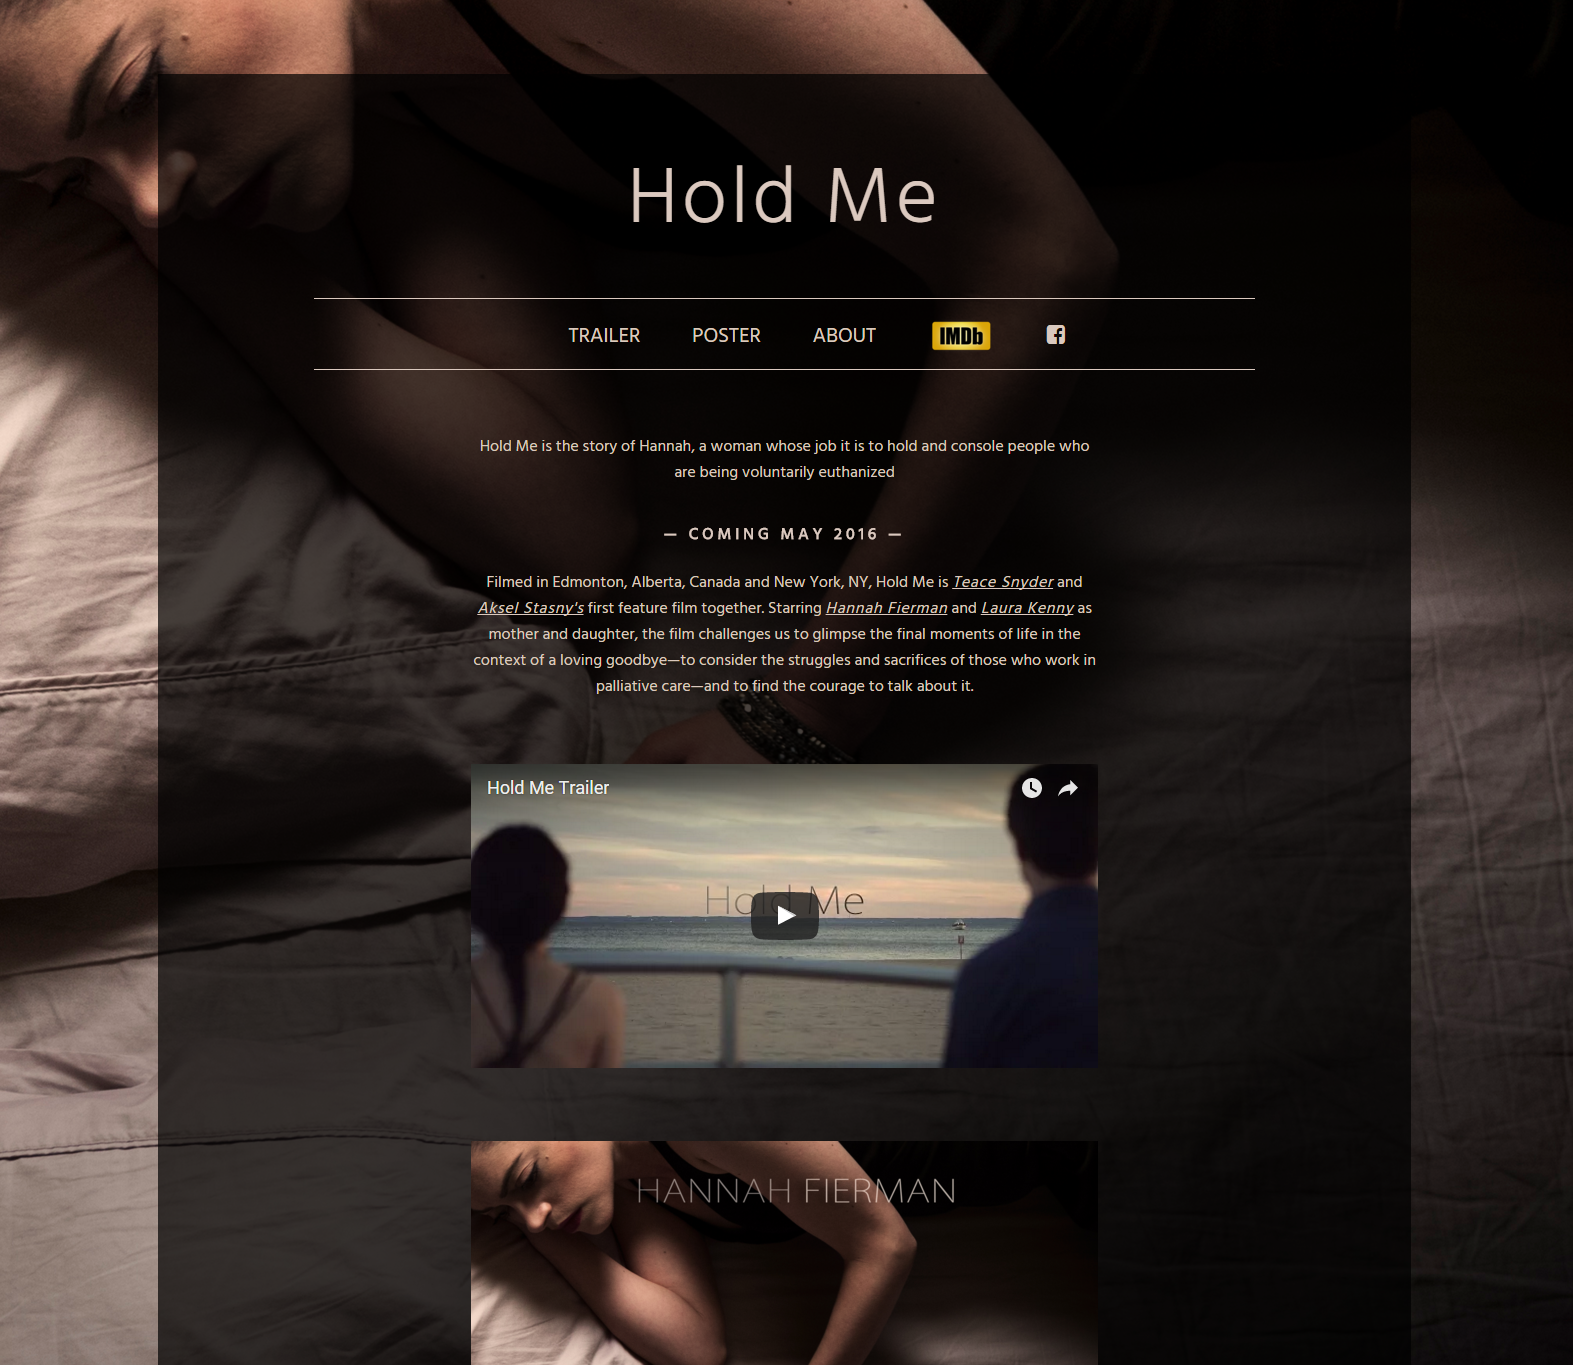 Hold Me
TRAILER POSTER ABOUT IMDb
Hold Me is the story of Hannah, a woman whose job it is to hold and console people who
are being voluntarily euthanized
— COMING MAY 2016 —
Filmed in Edmonton, Alberta, Canada and New York, NY, Hold Me is Teace Snyder and
Aksel Stasny's first feature film together. Starring Hannah Fierman and Laura Kenny as
mother and daughter, the film challenges us to glimpse the final moments of life in the
context of a loving goodbye—to consider the struggles and sacrifices of those who work in
palliative care—and to find the courage to talk about it.
Hold Me Trailer
Hold Me
HANNAH FIERMAN